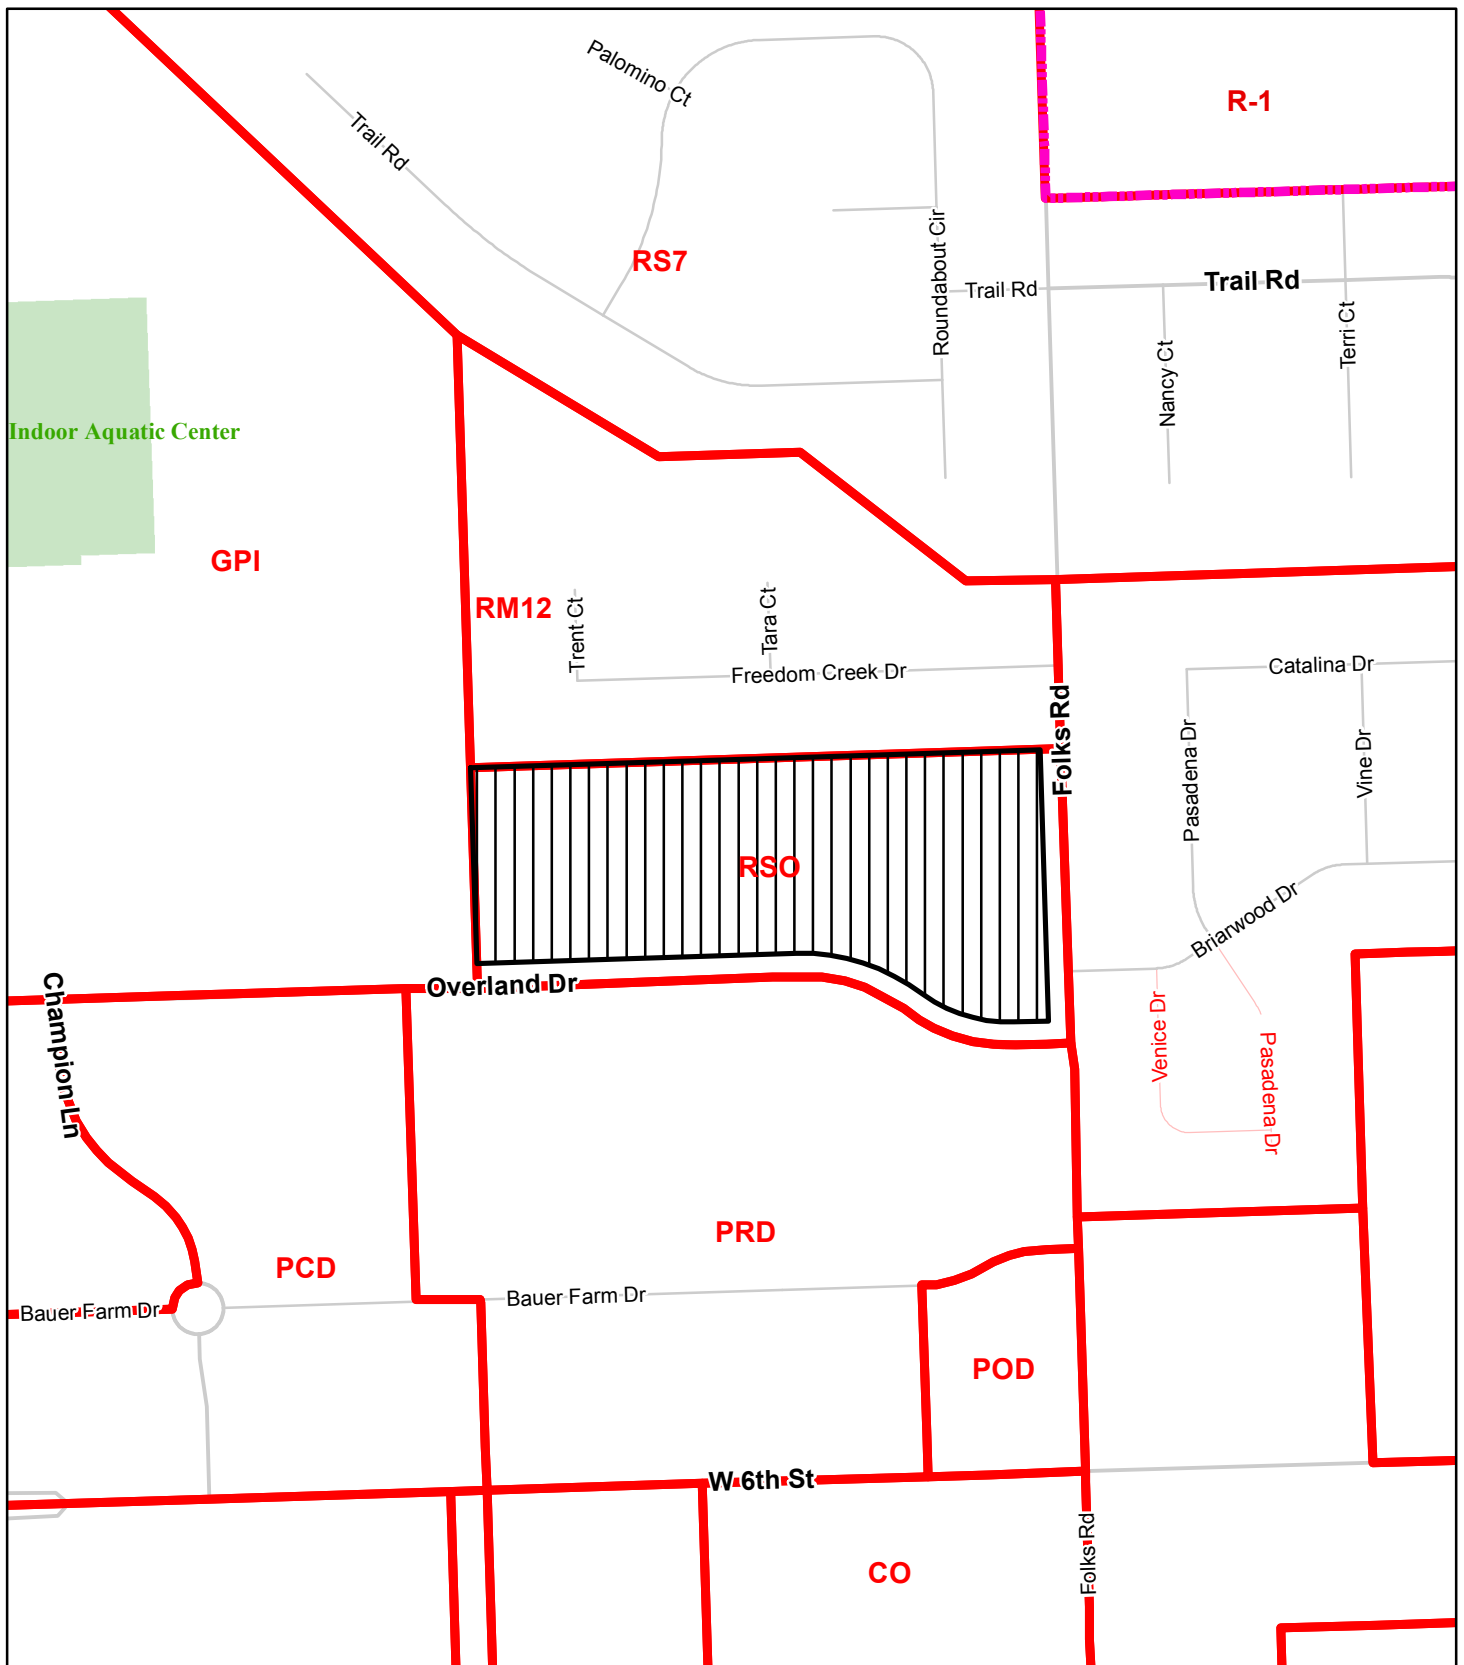 Palomino Ct
R-1
Trail Rd
RS7
Roundabout Cir
Trail Rd
Trail Rd
Nancy Ct
Terri Ct
Indoor Aquatic Center
GPI
RM12
Trent Ct
Tara Ct
Freedom Creek Dr
Folks Rd
Catalina Dr
Pasadena Dr
Vine Dr
RSO
Briarwood Dr
Overland Dr
Champion Ln
Venice Dr
Pasadena Dr
PRD
PCD
Bauer Farm Dr
Bauer Farm Dr
POD
W 6th St
Folks Rd
CO